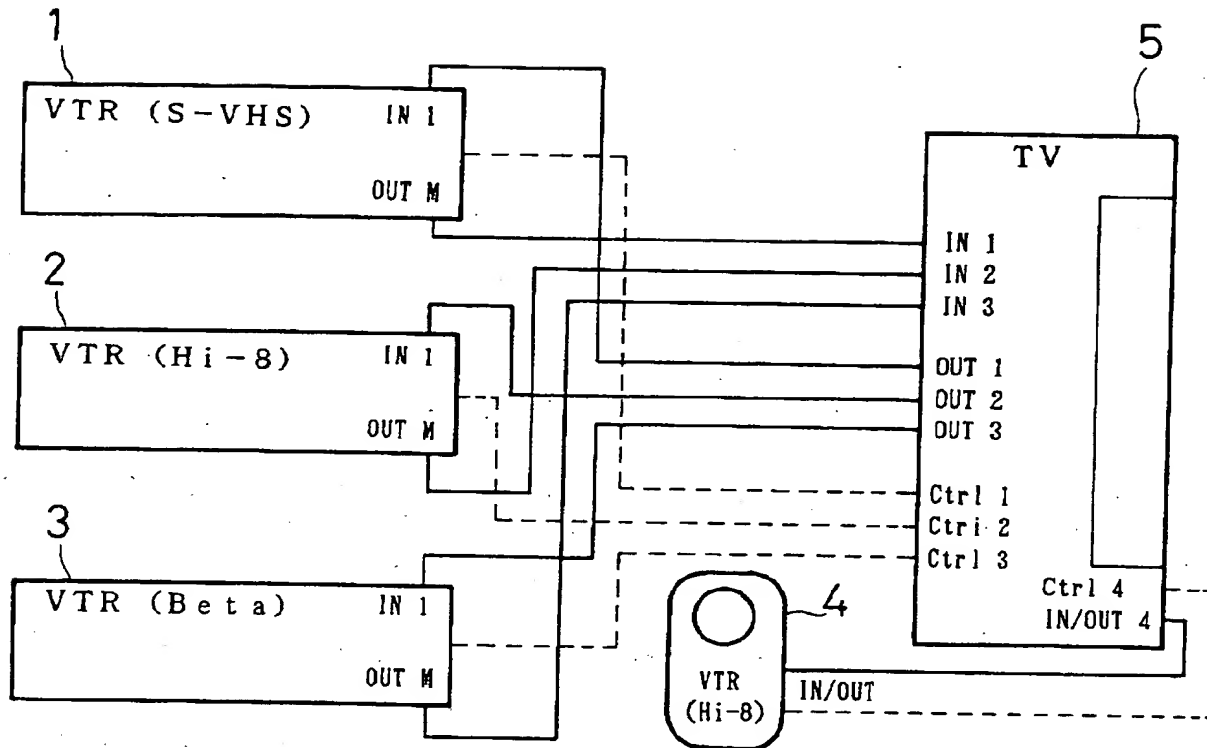 1
VTR (S-VHS)
IN 1
OUT M
2
VTR (Hi-8)
IN 1
OUT M
3
VTR (Beta)
IN 1
OUT M
4
VTR
(Hi-8)
IN/OUT
5
TV
IN 1
IN 2
IN 3
OUT 1
OUT 2
OUT 3
Ctrl 1
Ctrl 2
Ctrl 3
Ctrl 4
IN/OUT 4